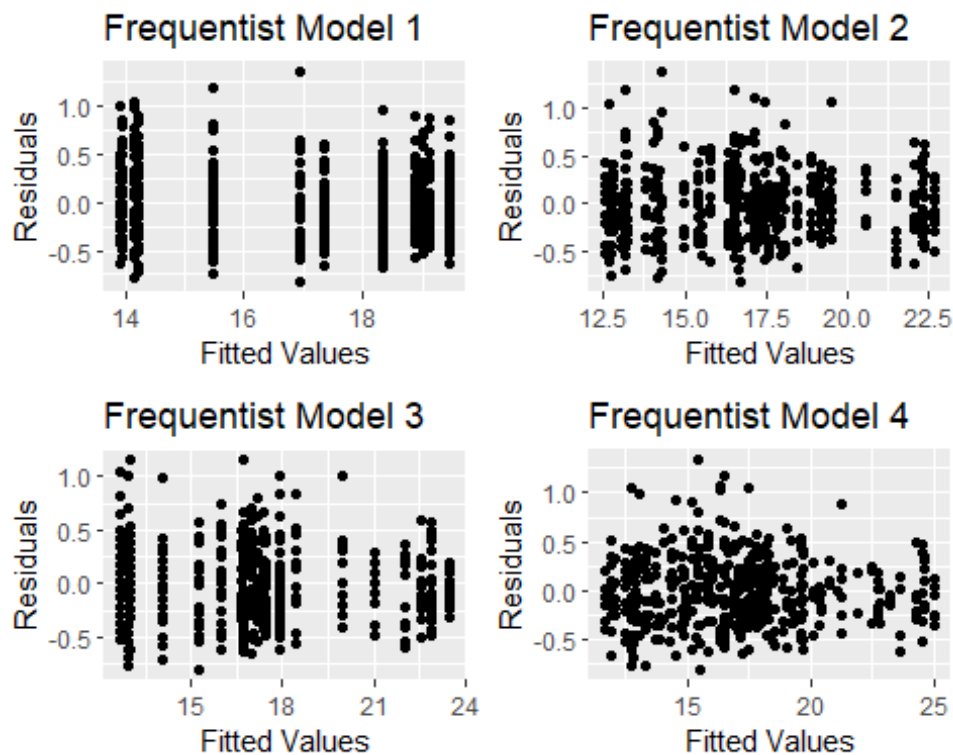 Frequentist Model 1
1.0
0.5
0.0
-0.5
Residuals
14 16 18
Fitted Values
Frequentist Model 2
1.0
0.5
0.0
-0.5
Residuals
12.5 15.0 17.5 20.0 22.5
Fitted Values
Frequentist Model 3
1.0
0.5
0.0
-0.5
Residuals
15 18 21 24
Fitted Values
Frequentist Model 4
1.0
0.5
0.0
-0.5
Residuals
15 20 25
Fitted Values